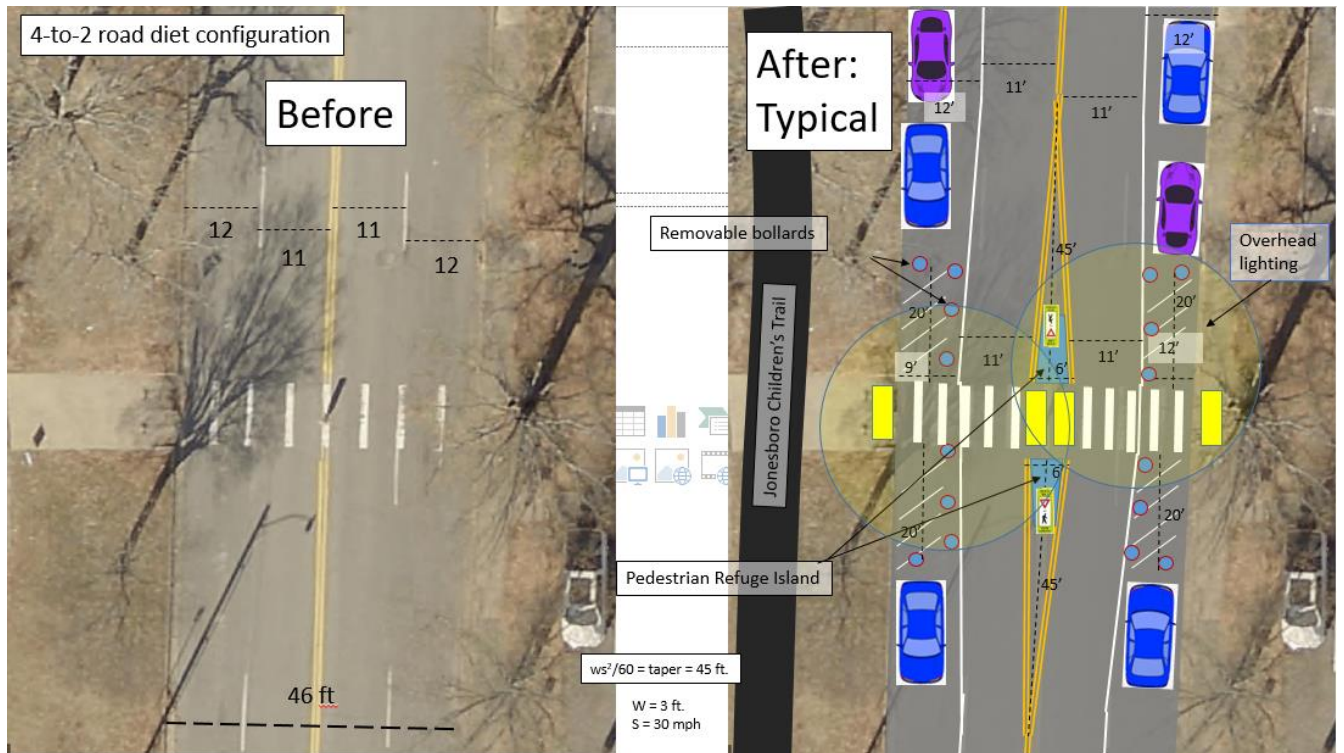 4-to-2 road diet configuration
Before
12
11
11
12
46 ft
After:
Typical
12’
11’
11’
12’
Removable bollards
Overhead
lighting
45’
20’
20’
9’
11’
6’
11’
12’
Jonesboro Children’s Trail
6’
20’
20’
45’
Pedestrian Refuge Island
ws²/60 = taper = 45 ft.
W = 3 ft.
S = 30 mph